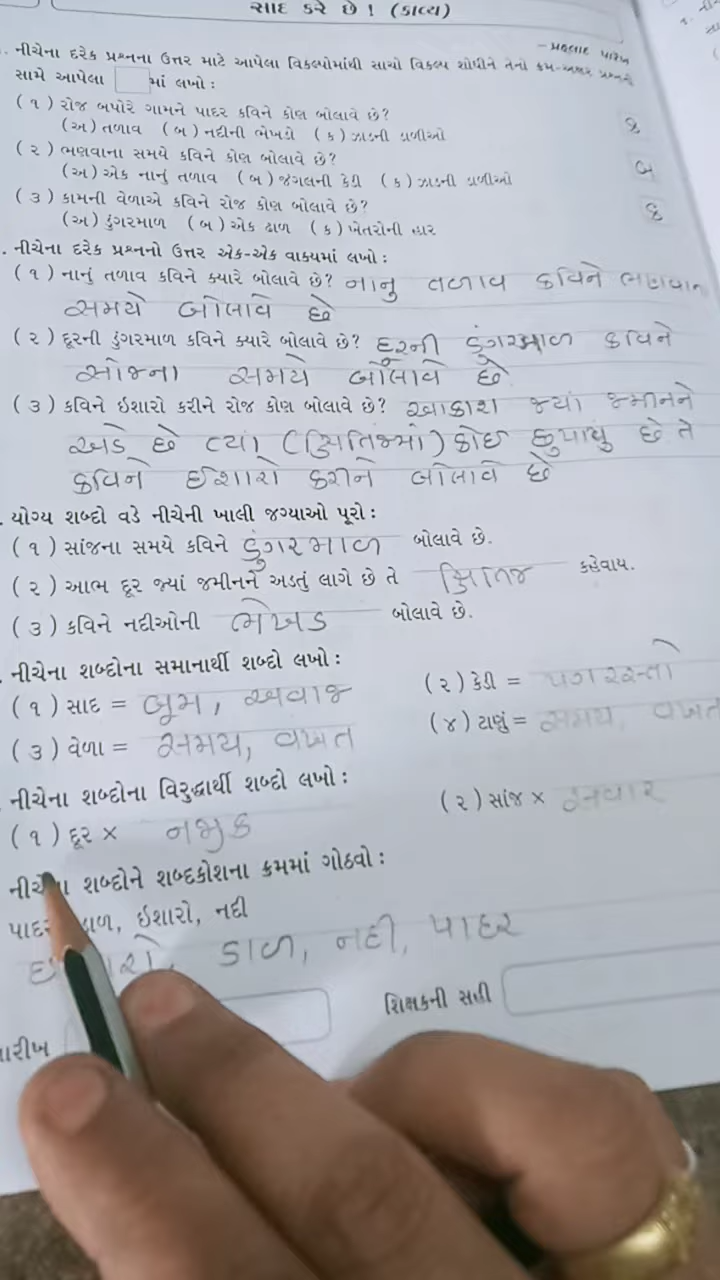 સાદ કરે છે! (કાવ્ય)
– પ્રહલાદ પારેખ
નીચેના દરેક પ્રશ્નના ઉત્તર માટે આપેલા વિકલ્પોમાંથી સાચો વિકલ્પ શોધીને તેનો ક્રમ-અક્ષર પ્રશ્નની
સામે આપેલા માં લખો :
(૧) રોજ બપોરે ગામને પાદર કવિને કોણ બોલાવે છે?
(અ) તળાવ (બ) નદીની ભેખડો (ક) ઝાડની ડાળીઓ ક
(૨) ભણવાના સમયે કવિને કોણ બોલાવે છે?
(અ) એક નાનું તળાવ (બ) જંગલની કેડી (ક) ઝાડની ડાળીઓ બ
(૩) કામની વેળાએ કવિને રોજ કોણ બોલાવે છે?
(અ) ડુંગરમાળ (બ) એક ઢાળ (ક) ખેતરોની હાર ક
નીચેના દરેક પ્રશ્નનો ઉત્તર એક-એક વાક્યમાં લખો :
(૧) નાનું તળાવ કવિને ક્યારે બોલાવે છે? નાનુ તળાવ કવિને ભણવાના
સમયે બોલાવે છે
(૨) દૂરની ડુંગરમાળ કવિને ક્યારે બોલાવે છે? દૂરની ડુંગરમાળ કવિને
સાંજના સમયે બોલાવે છે
(૩) કવિને ઈશારો કરીને રોજ કોણ બોલાવે છે? આકાશ જ્યાં જમીનને
અડે છે ત્યાં (ક્ષિતિજમાં) કોઈ છુપાયું છે તે
કવિને ઈશારો કરીને બોલાવે છે
યોગ્ય શબ્દો વડે નીચેની ખાલી જગ્યાઓ પૂરો :
(૧) સાંજના સમયે કવિને ડુંગરમાળ બોલાવે છે.
(૨) આભ દૂર જ્યાં જમીનને અડતું લાગે છે તે ક્ષિતિજ કહેવાય.
(૩) કવિને નદીઓની ભેખડ બોલાવે છે.
નીચેના શબ્દોના સમાનાર્થી શબ્દો લખો :
(૧) સાદ = બૂમ, અવાજ (૨) કેડી = પગરસ્તો
(૩) વેળા = સમય, વખત (૪) ટાણું = સમય, વખત
નીચેના શબ્દોના વિરુદ્ધાર્થી શબ્દો લખો :
(૧) દૂર × નજીક (૨) સાંજ × સવાર
નીચેના શબ્દોને શબ્દકોશના ક્રમમાં ગોઠવો :
પાદર ઈશારો, નદી
નદી, પાદર
શિક્ષકની સહી